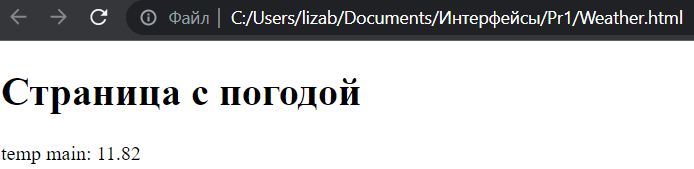 Файл | C:/Users/lizab/Documents/Интерфейсы/Pr1/Weather.html
Страница с погодой
temp main: 11.82